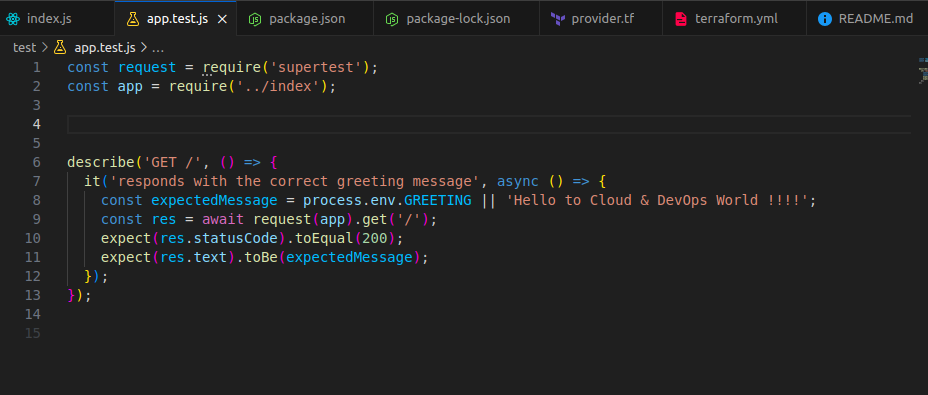 index.js app.test.js package.json package-lock.json provider.tf terraform.yml README.md
test > app.test.js > ...
1 const request = require('supertest');
2 const app = require('../index');
3
4
5
6 describe('GET /', () => {
7 it('responds with the correct greeting message', async () => {
8 const expectedMessage = process.env.GREETING || 'Hello to Cloud & DevOps World !!!!';
9 const res = await request(app).get('/');
10 expect(res.statusCode).toEqual(200);
11 expect(res.text).toBe(expectedMessage);
12 });
13 });
14
15